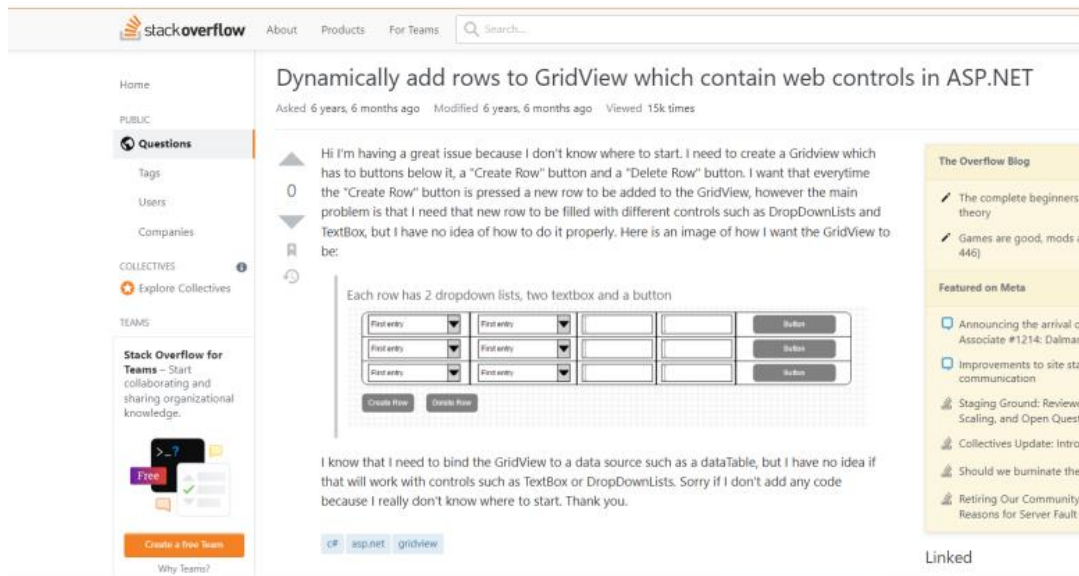 stackoverflow
About
Products
For Teams
Search...
Home
PUBLIC
Questions
Tags
Users
Companies
COLLECTIVES
Explore Collectives
TEAMS
Stack Overflow for
Teams – Start
collaborating and
sharing organizational
knowledge.
>_?
Free
Create a free Team
Why Teams?
Dynamically add rows to GridView which contain web controls in ASP.NET
Asked 6 years, 6 months ago Modified 6 years, 6 months ago Viewed 15k times
0
Hi I'm having a great issue because I don't know where to start. I need to create a Gridview which
has to buttons below it, a "Create Row" button and a "Delete Row" button. I want that everytime
the "Create Row" button is pressed a new row to be added to the GridView, however the main
problem is that I need that new row to be filled with different controls such as DropDownLists and
TextBox, but I have no idea of how to do it properly. Here is an image of how I want the GridView to
be:
Each row has 2 dropdown lists, two textbox and a button
First entry First entry Button
First entry First entry Button
First entry First entry Button
Create Row Delete Row
I know that I need to bind the GridView to a data source such as a dataTable, but I have no idea if
that will work with controls such as TextBox or DropDownLists. Sorry if I don't add any code
because I really don't know where to start. Thank you.
c# asp.net gridview
The Overflow Blog
The complete beginners
theory
Games are good, mods
446)
Featured on Meta
Announcing the arrival
Associate #1214: Dalmar
Improvements to site
communication
Staging Ground: Reviewe
Scaling, and Open Quest
Collectives Update: Intro
Should we burninate the
Retiring Our Community
Reasons for Server Fault
Linked